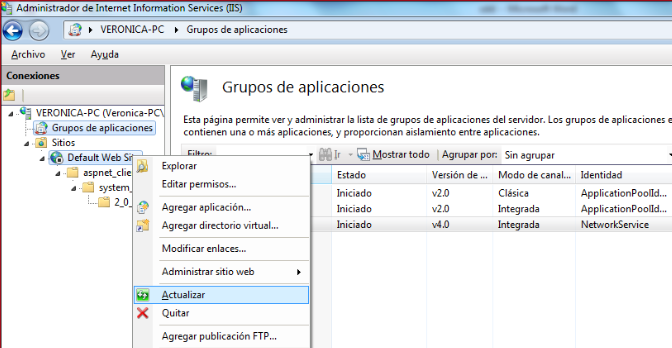 Administrador de Internet Information Services (IIS)
VERONICA-PC
Grupos de aplicaciones
Archivo Ver Ayuda
Conexiones
VERONICA-PC (Veronica-PC\
Grupos de aplicaciones
Sitios
Default Web Sit
aspnet_clie
system_
2_0_
Grupos de aplicaciones
Esta página permite ver y administrar la lista de grupos de aplicaciones del servidor. Los grupos de aplicaciones e
contienen una o más aplicaciones, y proporcionan aislamiento entre aplicaciones.
Filtro: Ir Mostrar todo Agrupar por: Sin agrupar
Estado Versión de ... Modo de canal... Identidad
Iniciado v2.0 Clásica ApplicationPoolId...
Iniciado v2.0 Integrada ApplicationPoolId...
Iniciado v4.0 Integrada NetworkService
Explorar
Editar permisos...
Agregar aplicación...
Agregar directorio virtual...
Modificar enlaces...
Administrar sitio web
Actualizar
Quitar
Agregar publicación FTP...